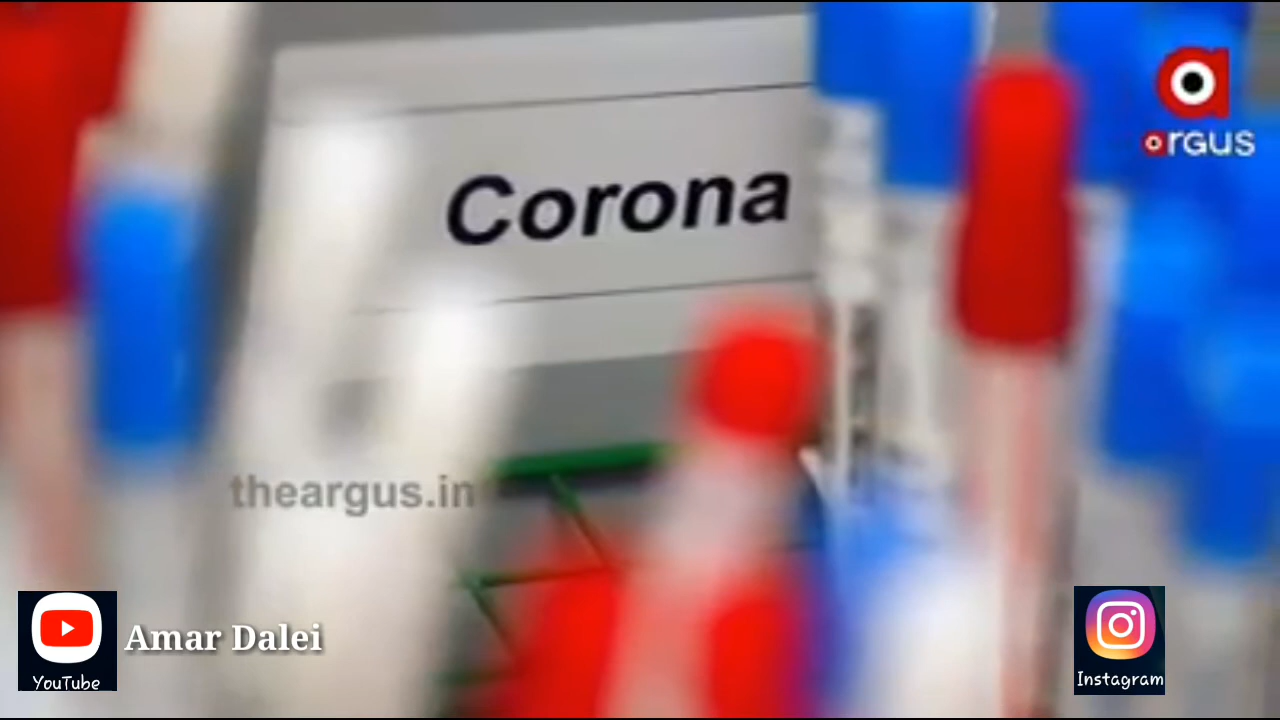 argus
Corona
theargus.in
Amar Dalei
YouTube
Instagram